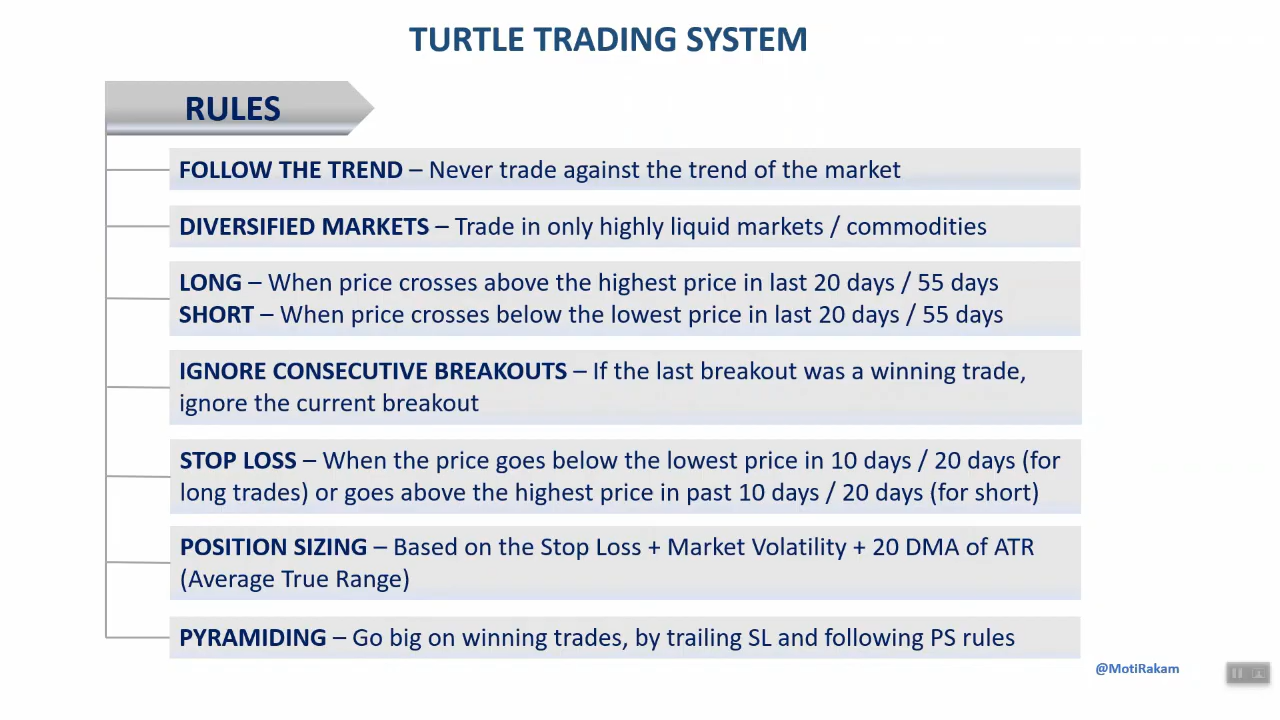 TURTLE TRADING SYSTEM
RULES
FOLLOW THE TREND – Never trade against the trend of the market
DIVERSIFIED MARKETS – Trade in only highly liquid markets / commodities
LONG – When price crosses above the highest price in last 20 days / 55 days
SHORT – When price crosses below the lowest price in last 20 days / 55 days
IGNORE CONSECUTIVE BREAKOUTS – If the last breakout was a winning trade,
ignore the current breakout
STOP LOSS – When the price goes below the lowest price in 10 days / 20 days (for
long trades) or goes above the highest price in past 10 days / 20 days (for short)
POSITION SIZING – Based on the Stop Loss + Market Volatility + 20 DMA of ATR
(Average True Range)
PYRAMIDING – Go big on winning trades, by trailing SL and following PS rules
@MotiRakam